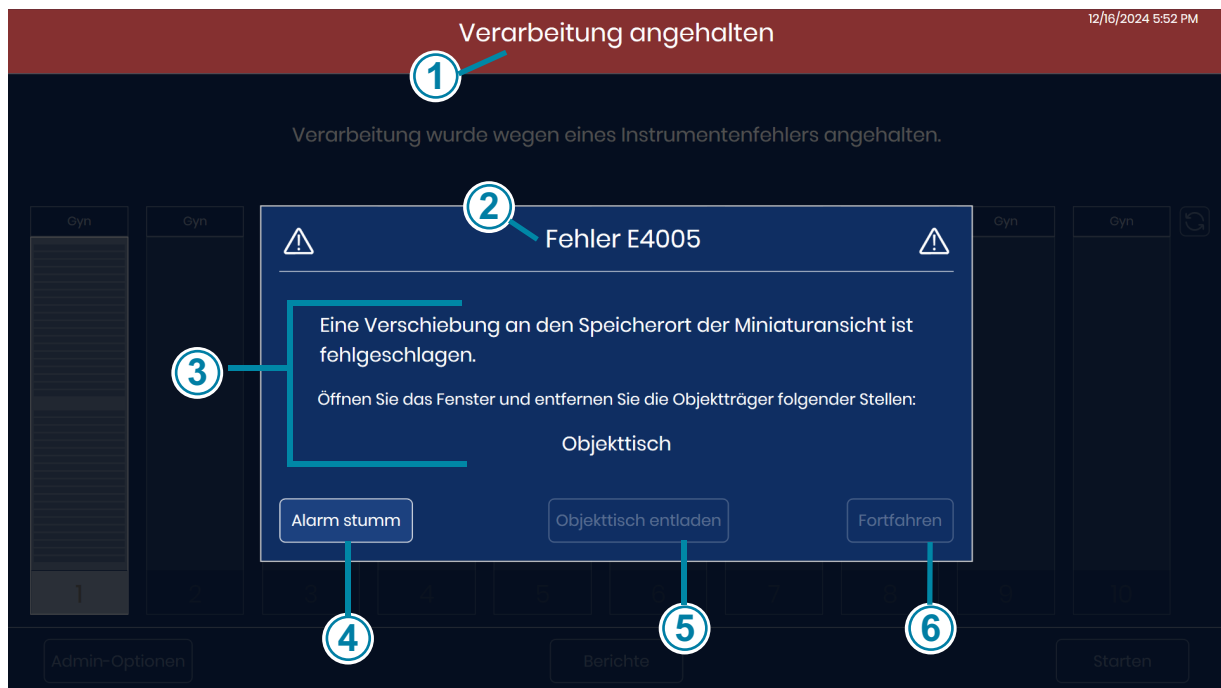 Verarbeitung angehalten
12/16/2024 5:52 PM
1
Verarbeitung wurde wegen eines Instrumentenfehlers angehalten.
2
Gyn
Gyn
Gyn
Gyn
Fehler E4005
Eine Verschiebung an den Speicherort der Miniaturansicht ist
fehlgeschlagen.
3
Öffnen Sie das Fenster und entfernen Sie die Objektträger folgender Stellen:
Objekttisch
Alarm stumm
Objekttisch entladen
Fortfahren
1 2 3 4 5 6 7 8 9 10
4
5
6
Admin-Optionen
Berichte
Starten